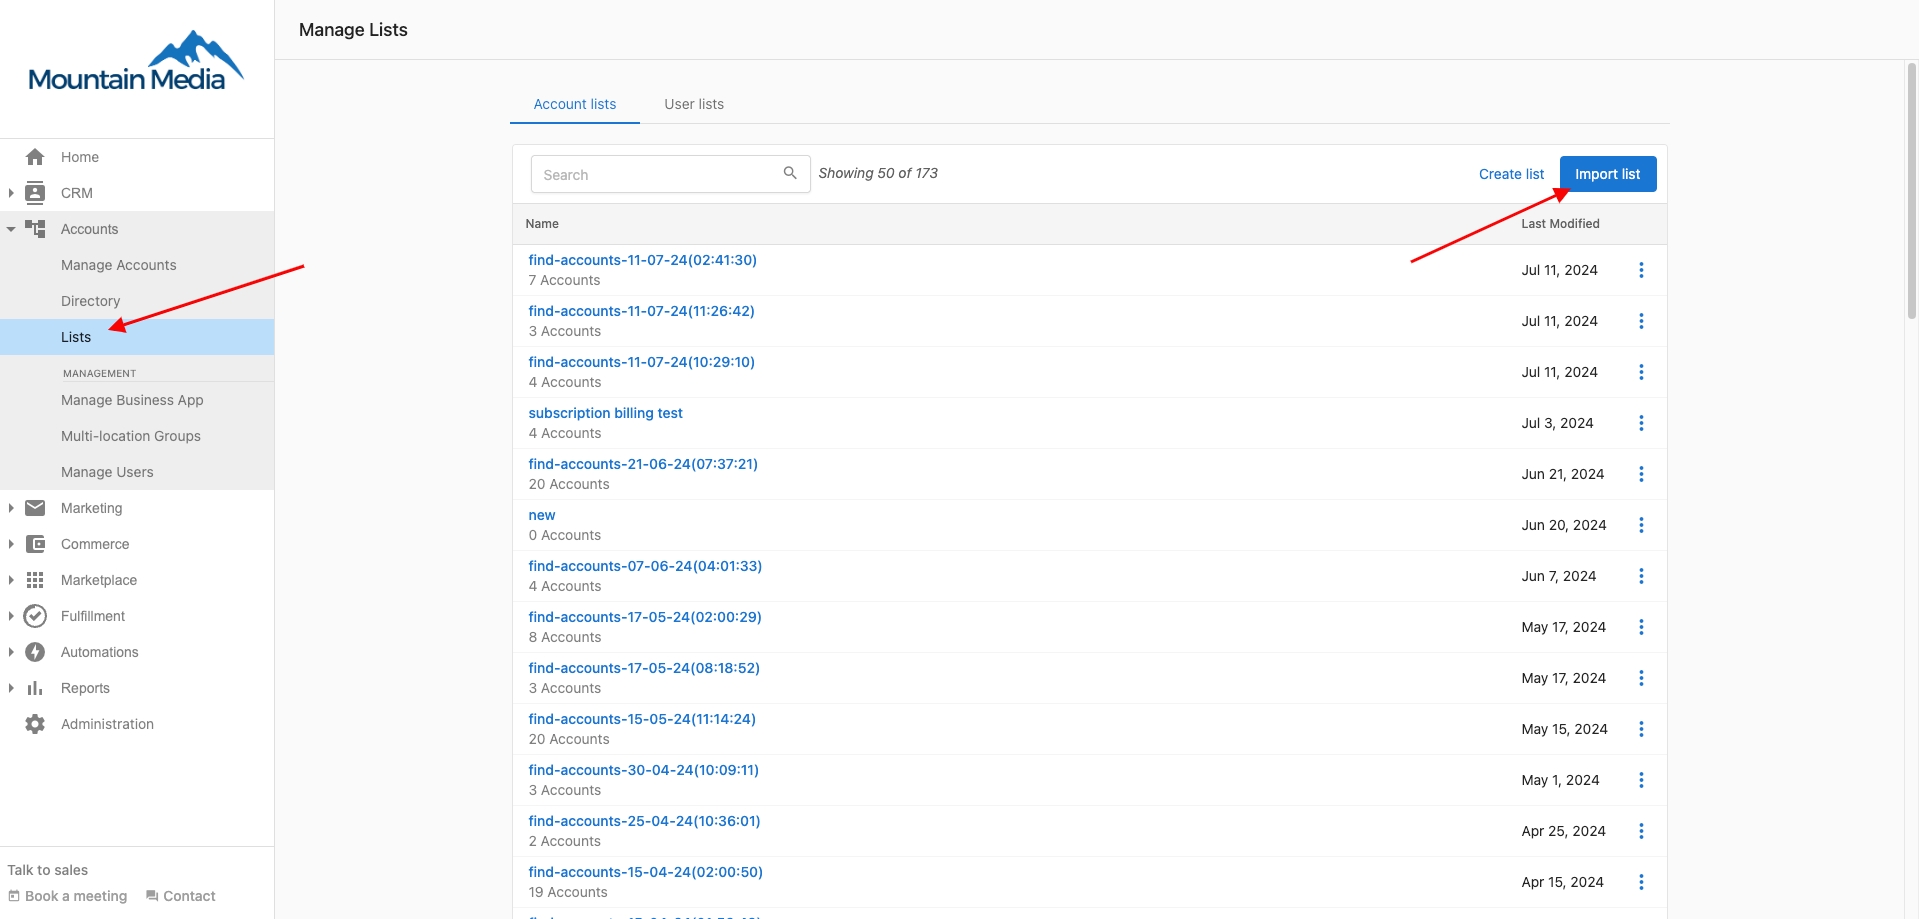 Mountain Media
Home
CRM
Accounts
Manage Accounts
Directory
Lists
MANAGEMENT
Manage Business App
Multi-location Groups
Manage Users
Marketing
Commerce
Marketplace
Fulfillment
Automations
Reports
Administration
Talk to sales
Book a meeting Contact
Manage Lists
Account lists User lists
Search Showing 50 of 173 Create list Import list
Name Last Modified
find-accounts-11-07-24(02:41:30)
7 Accounts
Jul 11, 2024
find-accounts-11-07-24(11:26:42)
3 Accounts
Jul 11, 2024
find-accounts-11-07-24(10:29:10)
4 Accounts
Jul 11, 2024
subscription billing test
4 Accounts
Jul 3, 2024
find-accounts-21-06-24(07:37:21)
20 Accounts
Jun 21, 2024
new
0 Accounts
Jun 20, 2024
find-accounts-07-06-24(04:01:33)
4 Accounts
Jun 7, 2024
find-accounts-17-05-24(02:00:29)
8 Accounts
May 17, 2024
find-accounts-17-05-24(08:18:52)
3 Accounts
May 17, 2024
find-accounts-15-05-24(11:14:24)
20 Accounts
May 15, 2024
find-accounts-30-04-24(10:09:11)
3 Accounts
May 1, 2024
find-accounts-25-04-24(10:36:01)
2 Accounts
Apr 25, 2024
find-accounts-15-04-24(02:00:50)
19 Accounts
Apr 15, 2024